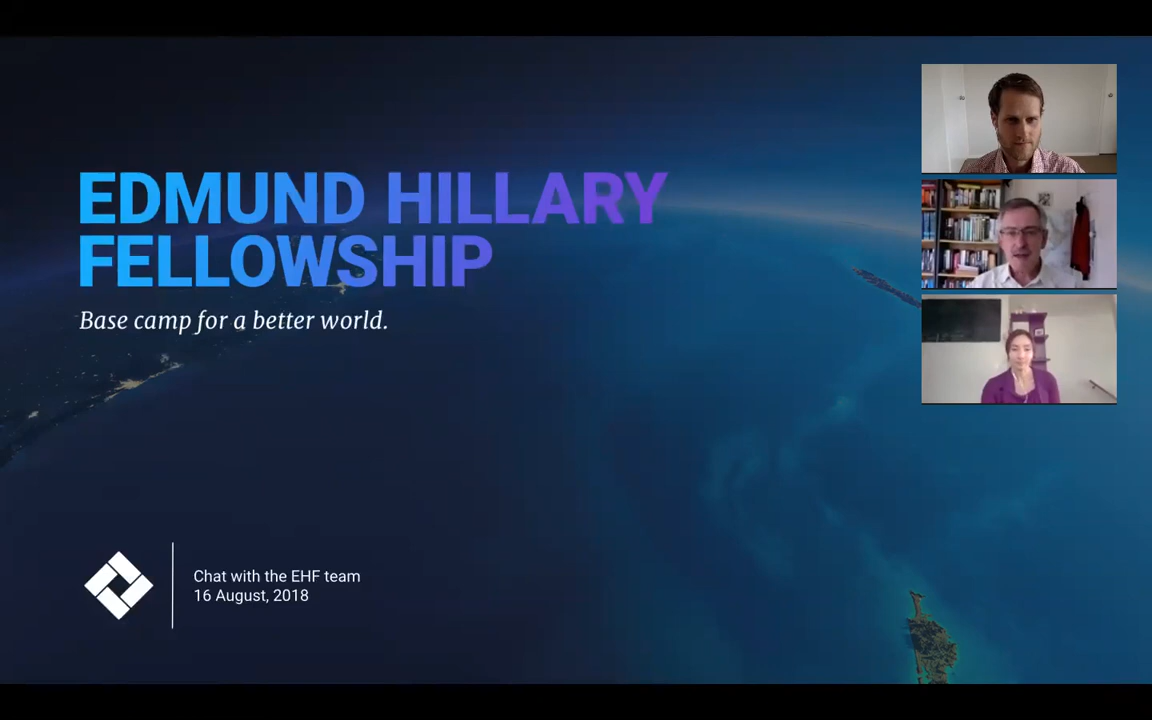 EDMUND HILLARY
FELLOWSHIP
Base camp for a better world.
Chat with the EHF team
16 August, 2018